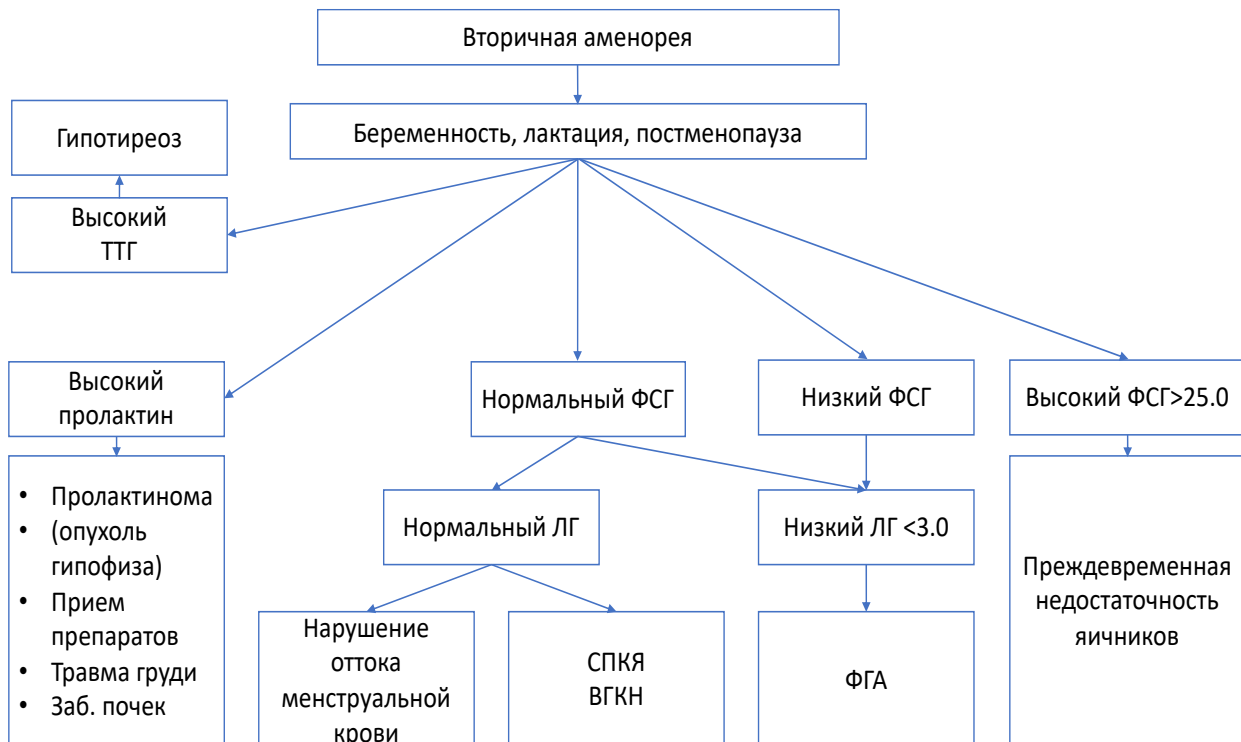 Вторичная аменорея
Беременность, лактация, постменопауза
Гипотиреоз
Высокий
ТТГ
Высокий
пролактин
Нормальный ФСГ
Низкий ФСГ
Высокий ФСГ>25.0
• Пролактинома
• (опухоль
гипофиза)
• Прием
препаратов
• Травма груди
• Заб. почек
Нормальный ЛГ
Низкий ЛГ <3.0
Нарушение
оттока
менструальной
крови
СПКЯ
ВГКН
ФГА
Преждевременная
недостаточность
яичников